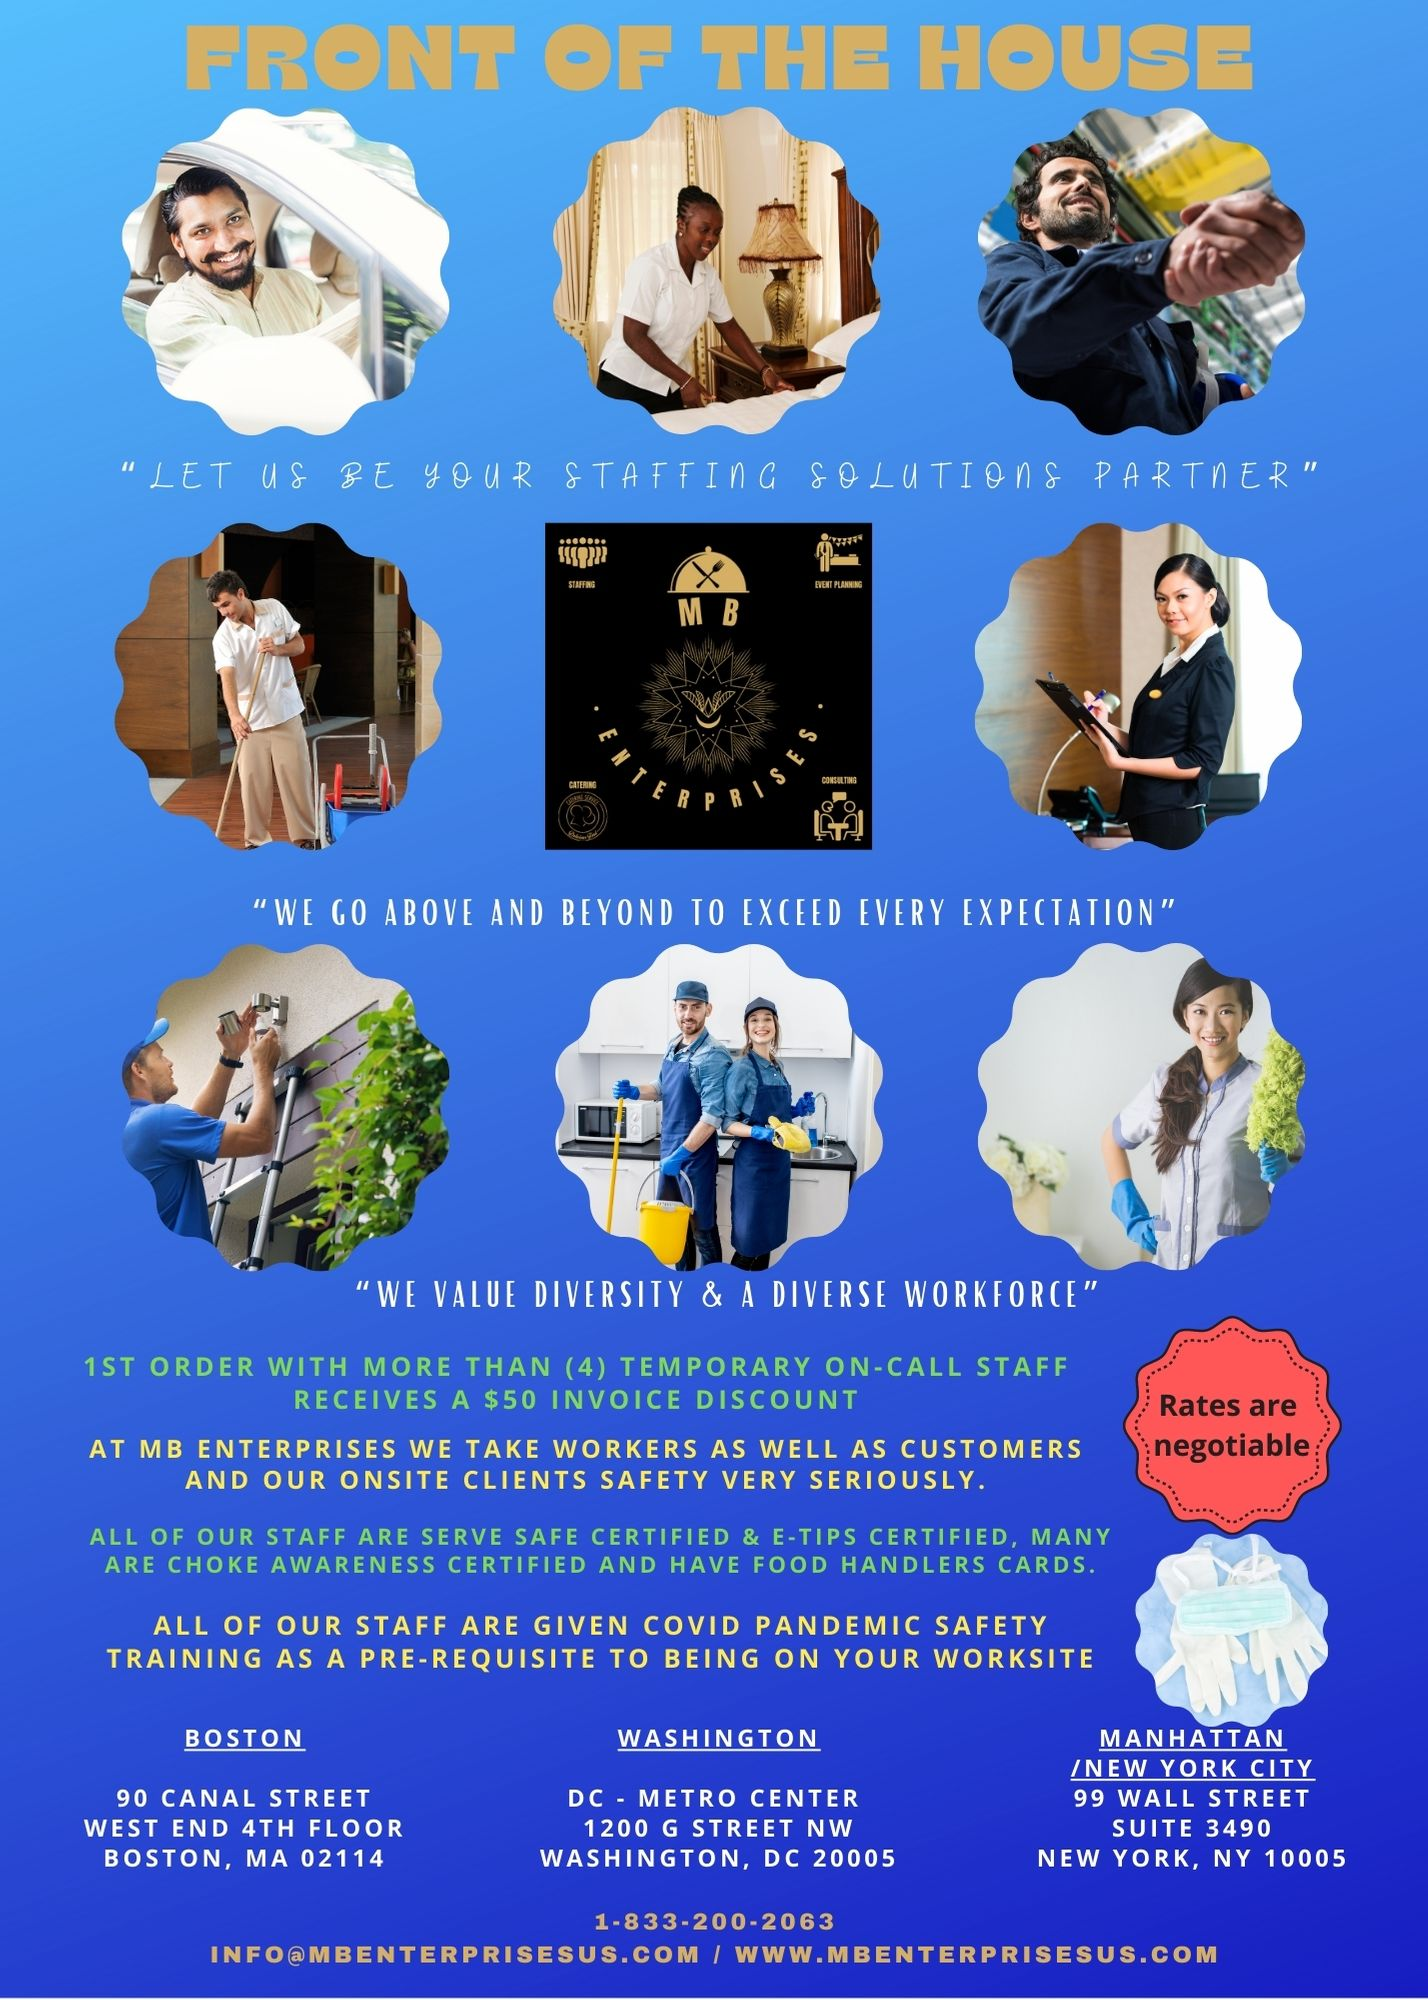 FRONT OF THE HOUSE
“LET US BE YOUR STAFFING SOLUTIONS PARTNER”
STAFFING
EVENT PLANNING
M B
ENTERPRISES
CATERING
CONSULTING
“WE GO ABOVE AND BEYOND TO EXCEED EVERY EXPECTATION”
“WE VALUE DIVERSITY & A DIVERSE WORKFORCE”
1ST ORDER WITH MORE THAN (4) TEMPORARY ON-CALL STAFF
RECEIVES A $50 INVOICE DISCOUNT
Rates are
negotiable
AT MB ENTERPRISES WE TAKE WORKERS AS WELL AS CUSTOMERS
AND OUR ONSITE CLIENTS SAFETY VERY SERIOUSLY.
ALL OF OUR STAFF ARE SERVE SAFE CERTIFIED & E-TIPS CERTIFIED, MANY
ARE CHOKE AWARENESS CERTIFIED AND HAVE FOOD HANDLERS CARDS.
ALL OF OUR STAFF ARE GIVEN COVID PANDEMIC SAFETY
TRAINING AS A PRE-REQUISITE TO BEING ON YOUR WORKSITE
BOSTON
90 CANAL STREET
WEST END 4TH FLOOR
BOSTON, MA 02114
WASHINGTON
DC - METRO CENTER
1200 G STREET NW
WASHINGTON, DC 20005
MANHATTAN
/NEW YORK CITY
99 WALL STREET
SUITE 3490
NEW YORK, NY 10005
1-833-200-2063
INFO@MBENTERPRISESUS.COM / WWW.MBENTERPRISESUS.COM